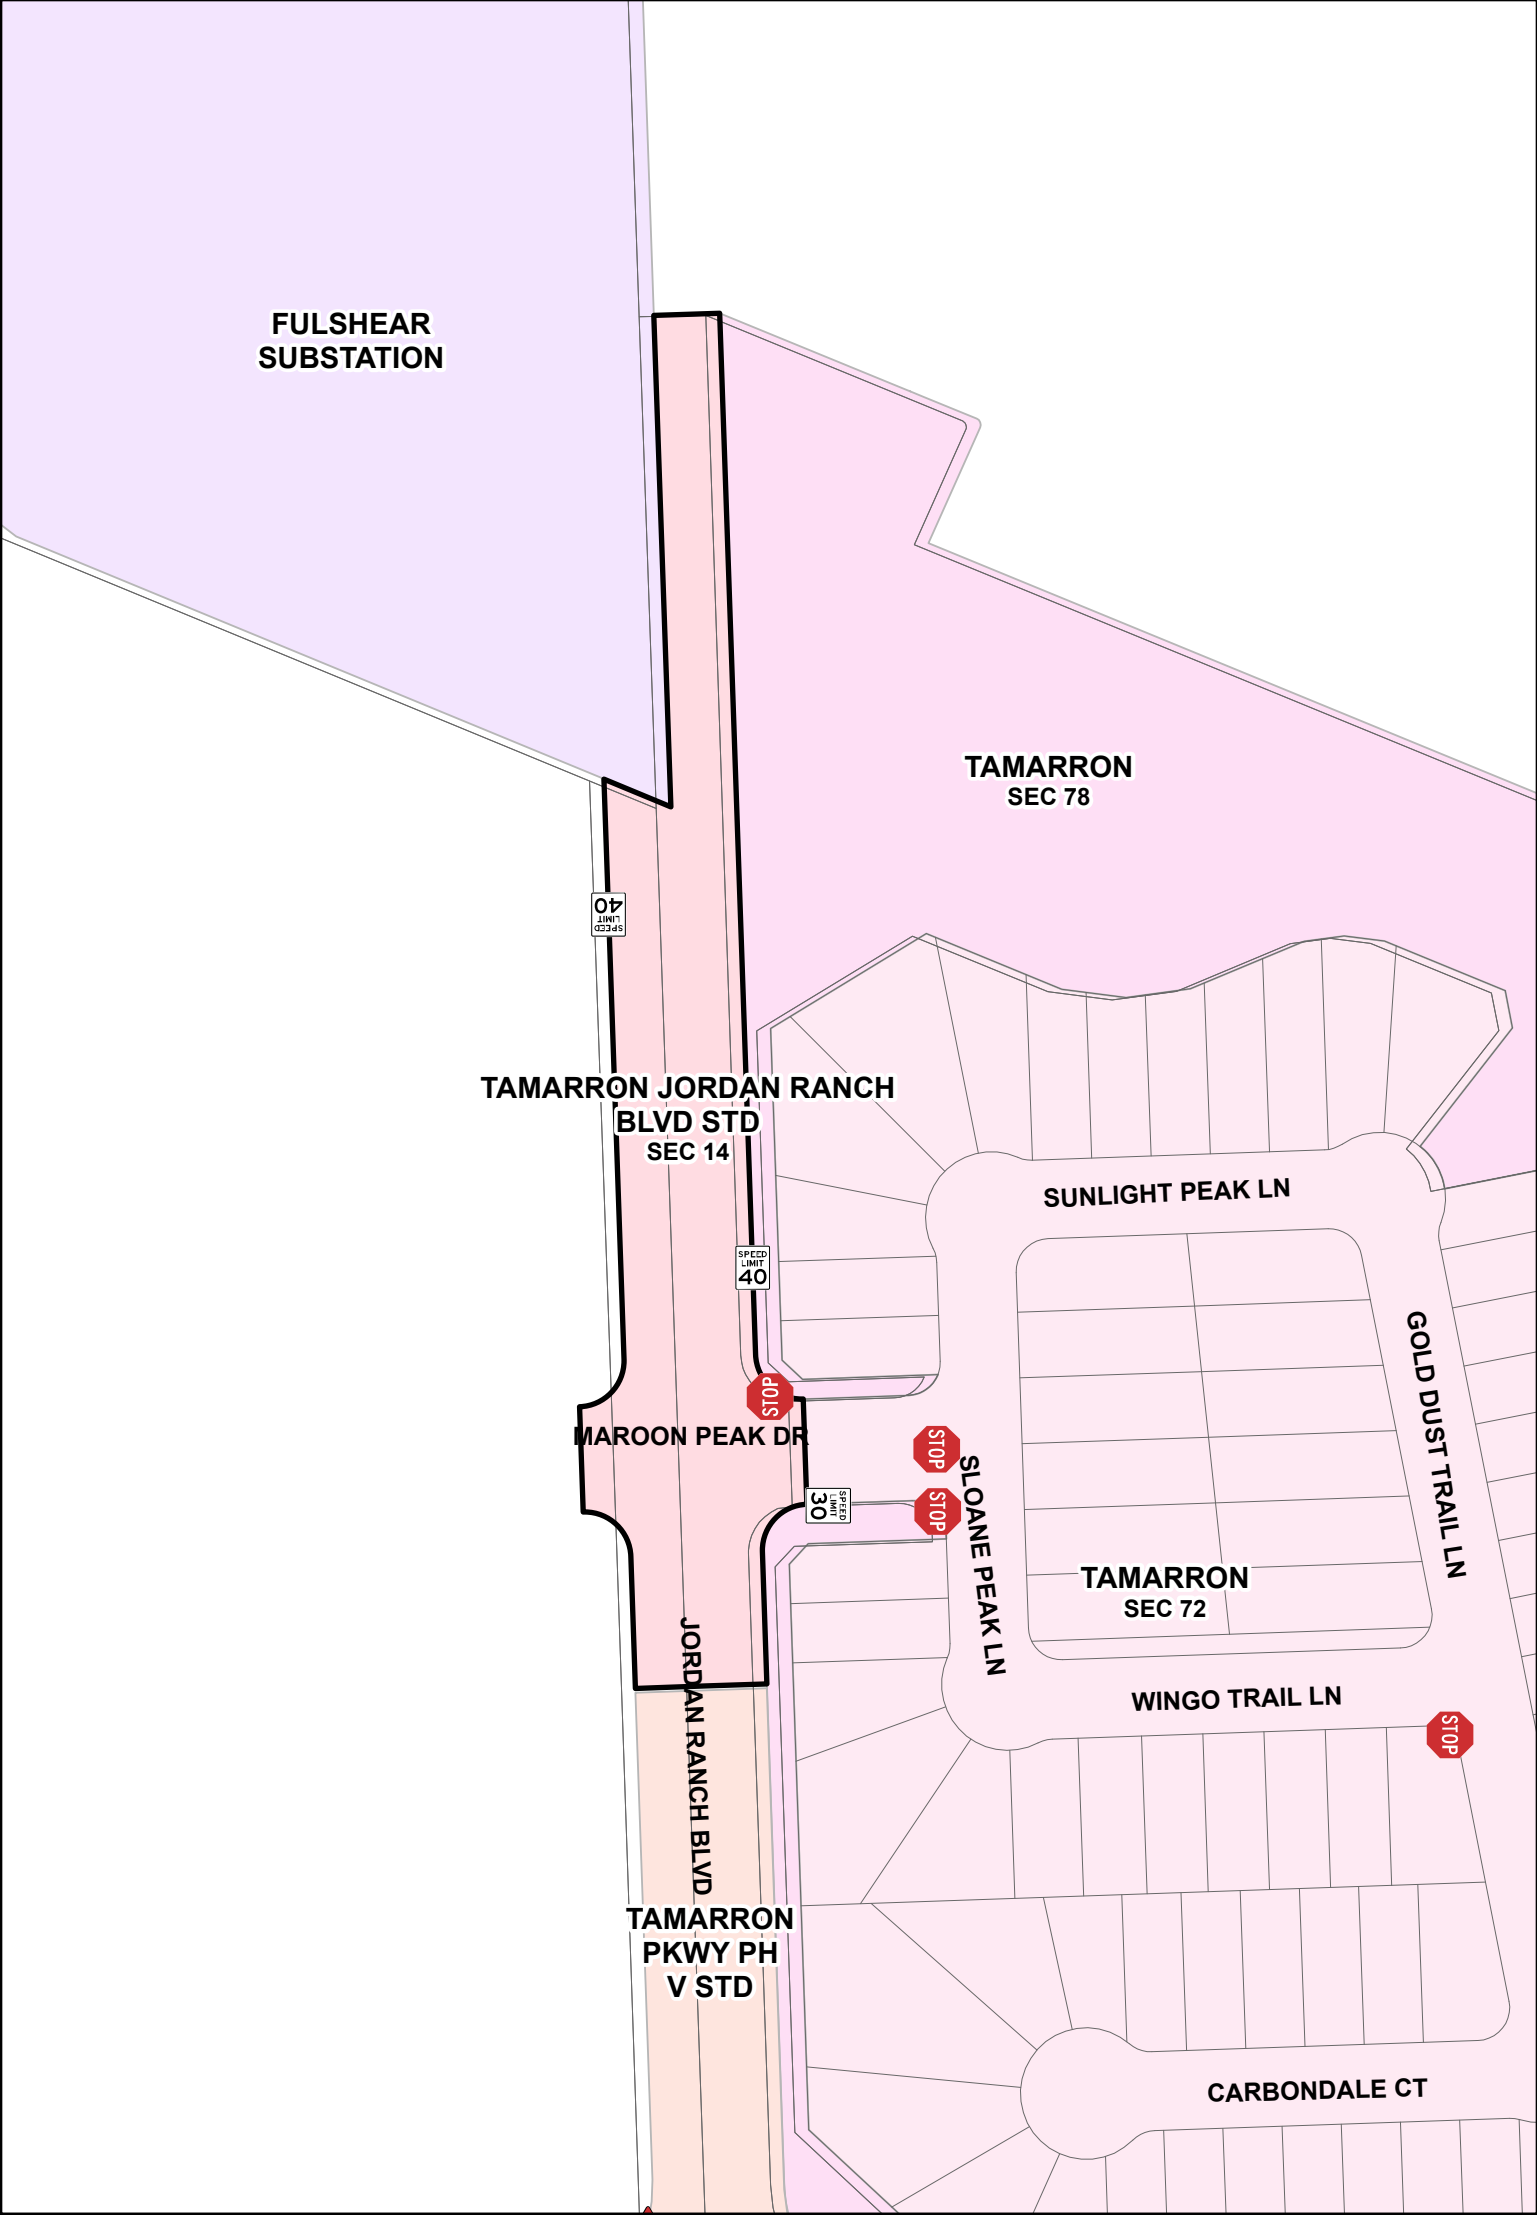 FULSHEAR
SUBSTATION
TAMARRON
SEC 78
SPEED
LIMIT
40
TAMARRON JORDAN RANCH
BLVD STD
SEC 14
SUNLIGHT PEAK LN
SPEED
LIMIT
40
GOLD DUST TRAIL LN
STOP
MAROON PEAK DR
STOP
SLOANE PEAK LN
SPEED
LIMIT
30
STOP
TAMARRON
SEC 72
JORDAN RANCH BLVD
WINGO TRAIL LN
STOP
TAMARRON
PKWY PH
V STD
CARBONDALE CT